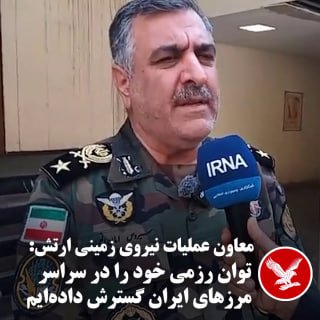 IRNA
معاون عملیات نیروی زمینی ارتش:
توان رزمی خود را در سراسر
مرزهای ایران گسترش داده‌ایم